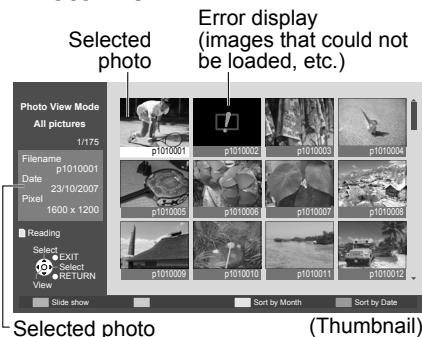 Error display
(images that could not
be loaded, etc.)
Selected
photo
Photo View Mode
All pictures
1/175
Filename
p1010001
Date
23/10/2007
Pixel
1600 x 1200
Reading
Select
EXIT
Select
RETURN
View
p1010001
p1010002
p1010003
p1010004
p1010005
p1010006
p1010007
p1010008
p1010009
p1010010
p1010011
p1010012
Slide show
Sort by Month
Sort by Date
Selected photo
(Thumbnail)